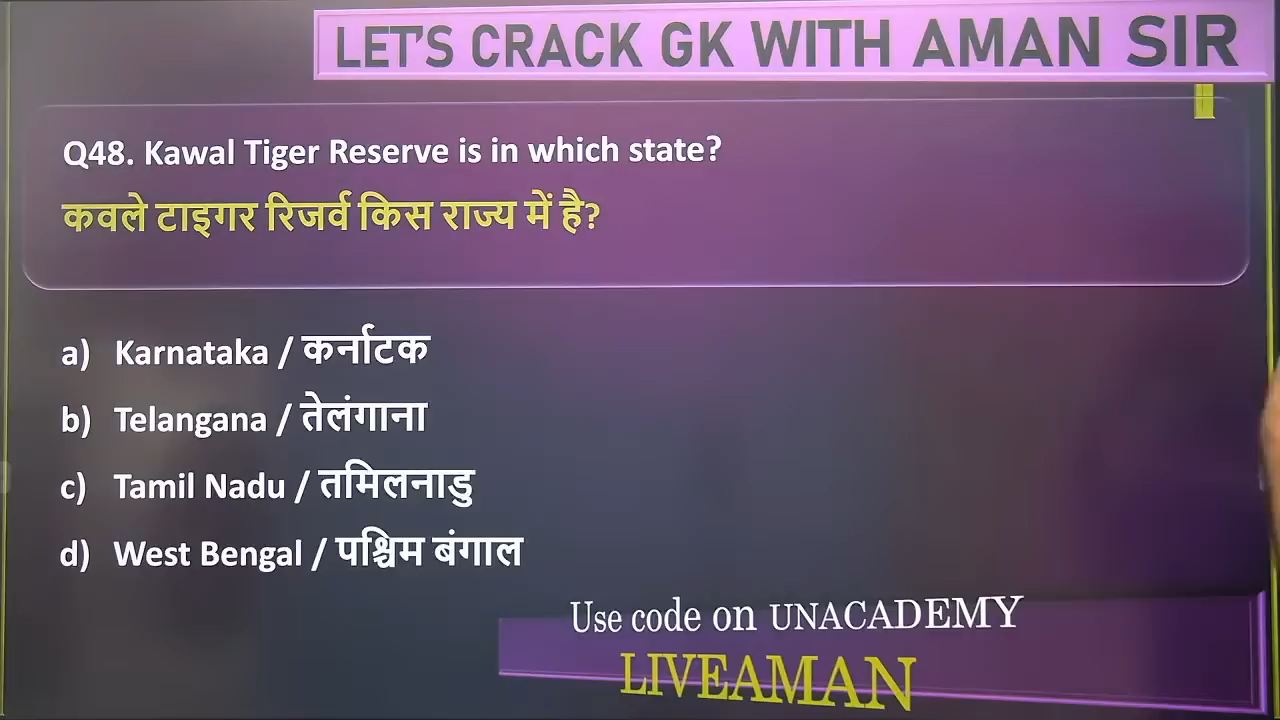 LET'S CRACK GK WITH AMAN SIR
Q48. Kawal Tiger Reserve is in which state?
कवले टाइगर रिजर्व किस राज्य में है?
a) Karnataka / कर्नाटक
b) Telangana / तेलंगाना
c) Tamil Nadu / तमिलनाडु
d) West Bengal / पश्चिम बंगाल
Use code on UNACADEMY
LIVEAMAN